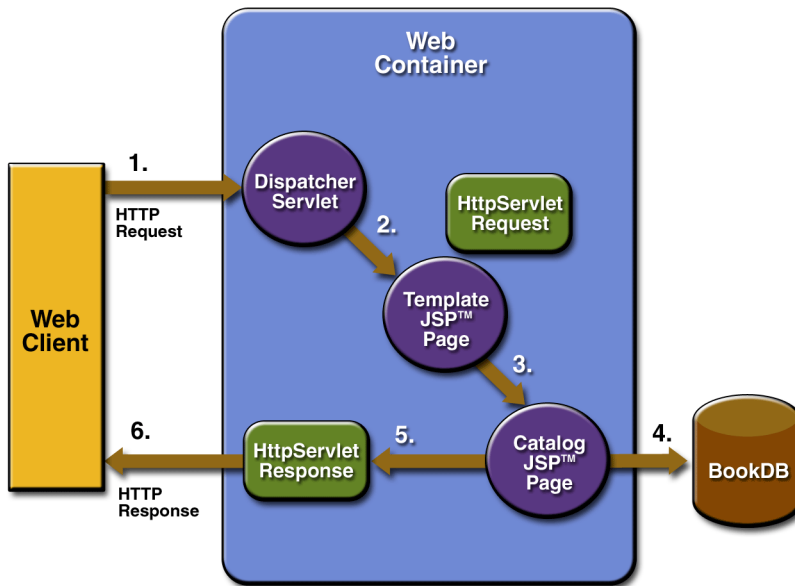 Web
Container
1.
Dispatcher
Servlet
HTTP
Request
HttpServlet
Request
2.
Template
JSP™
Page
Web
Client
3.
6.
HttpServlet
Response
5.
Catalog
JSP™
Page
4.
BookDB
HTTP
Response